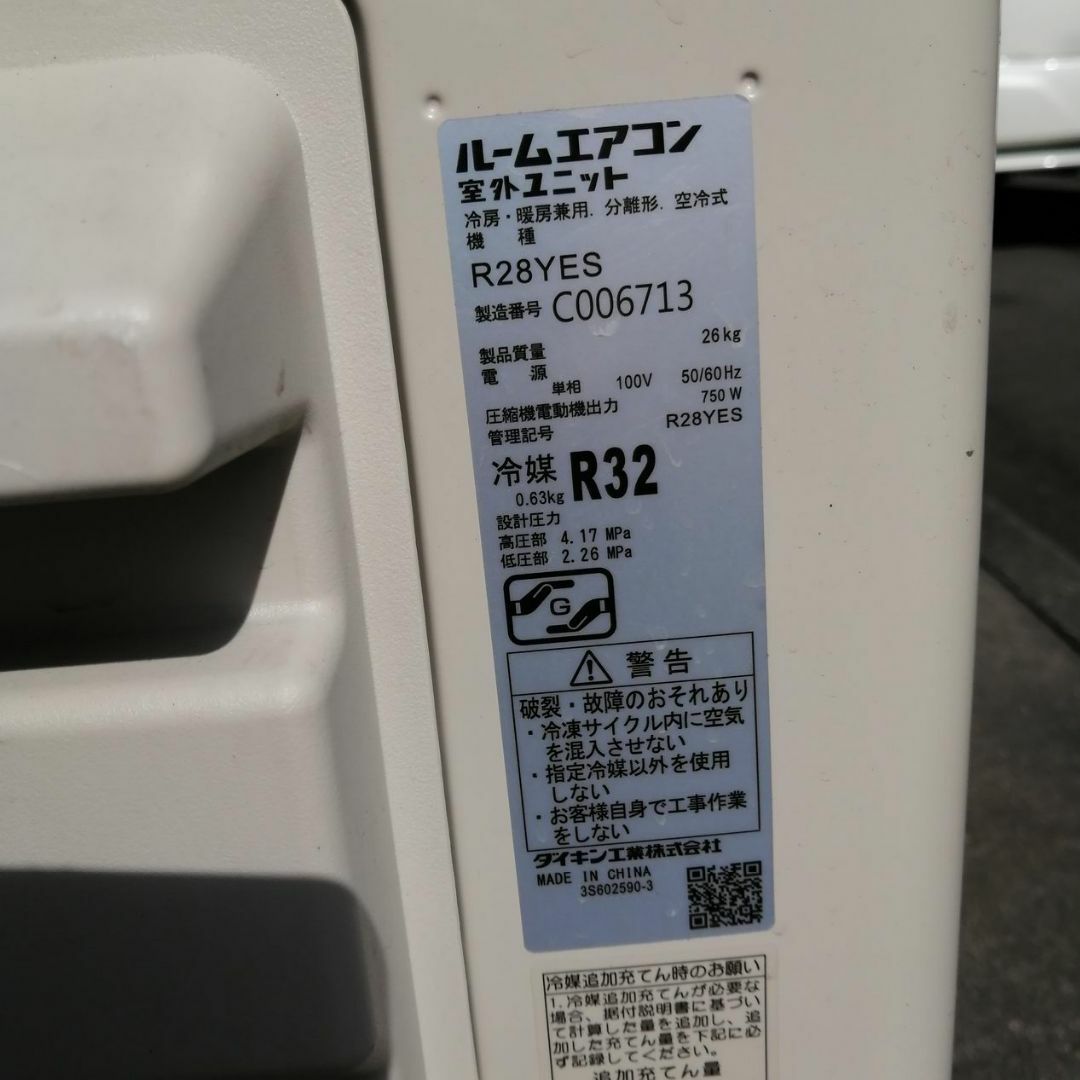 ルームエアコン
室外ユニット
冷房・暖房兼用. 分離形. 空冷式
機 種
R28YES
製造番号 C006713
製品質量 26kg
電 源 単相 100V 50/60Hz
圧縮機電動機出力 750W
管理記号 R28YES
冷媒 R32
0.63kg
設計圧力
高圧部 4.17 MPa
低圧部 2.26 MPa
G
警告
破裂・故障のおそれあり
・冷凍サイクル内に空気
を混入させない
・指定冷媒以外を使用
しない
・お客様自身で工事作業
をしない
ダイキン工業株式会社
MADE IN CHINA
3S602590-3
冷媒追加充てん時のお願い
1.冷媒追加充てんが必要な
場合、据付説明書に基づい
て計算した量を追加し、追
加した充てん量を下記に必
ず記録してください。
追加充てん量